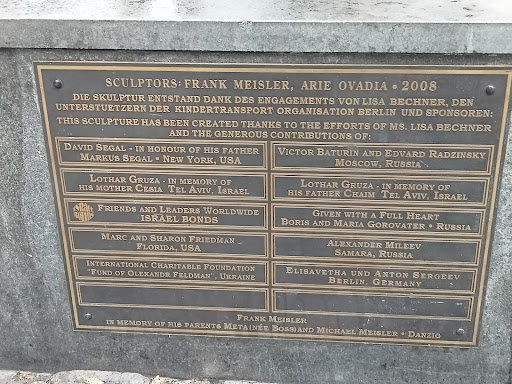 SCULPTORS: FRANK MEISLER, ARIE OVADIA • 2008
DIE SKULPTUR ENTSTAND DANK DES ENGAGEMENTS VON LISA BECHNER, DEN
UNTERSTUETZERN DER KINDERTRANSPORT ORGANISATION BERLIN UND SPONSOREN:
THIS SCULPTURE HAS BEEN CREATED THANKS TO THE EFFORTS OF MS. LISA BECHNER
AND THE GENEROUS CONTRIBUTIONS OF:
DAVID SEGAL - IN HONOUR OF HIS FATHER
MARKUS SEGAL • NEW YORK, USA
VICTOR BATURIN AND EDVARD RADZINSKY
MOSCOW, RUSSIA
LOTHAR GRUZA - IN MEMORY OF
HIS MOTHER CESIA TEL AVIV, ISRAEL
LOTHAR GRUZA - IN MEMORY OF
HIS FATHER CHAIM TEL AVIV, ISRAEL
FRIENDS AND LEADERS WORLDWIDE
ISRAEL BONDS
GIVEN WITH A FULL HEART
BORIS AND MARIA GOROVATER • RUSSIA
MARC AND SHARON FRIEDMAN
FLORIDA, USA
ALEXANDER MILEEV
SAMARA, RUSSIA
INTERNATIONAL CHARITABLE FOUNDATION
"FUND OF OLEXANDR FELDMAN", UKRAINE
ELISAVETHA UND ANTON SERGEEV
BERLIN, GERMANY
FRANK MEISLER
IN MEMORY OF HIS PARENTS META (NÉE BOSS) AND MICHAEL MEISLER • DANZIG